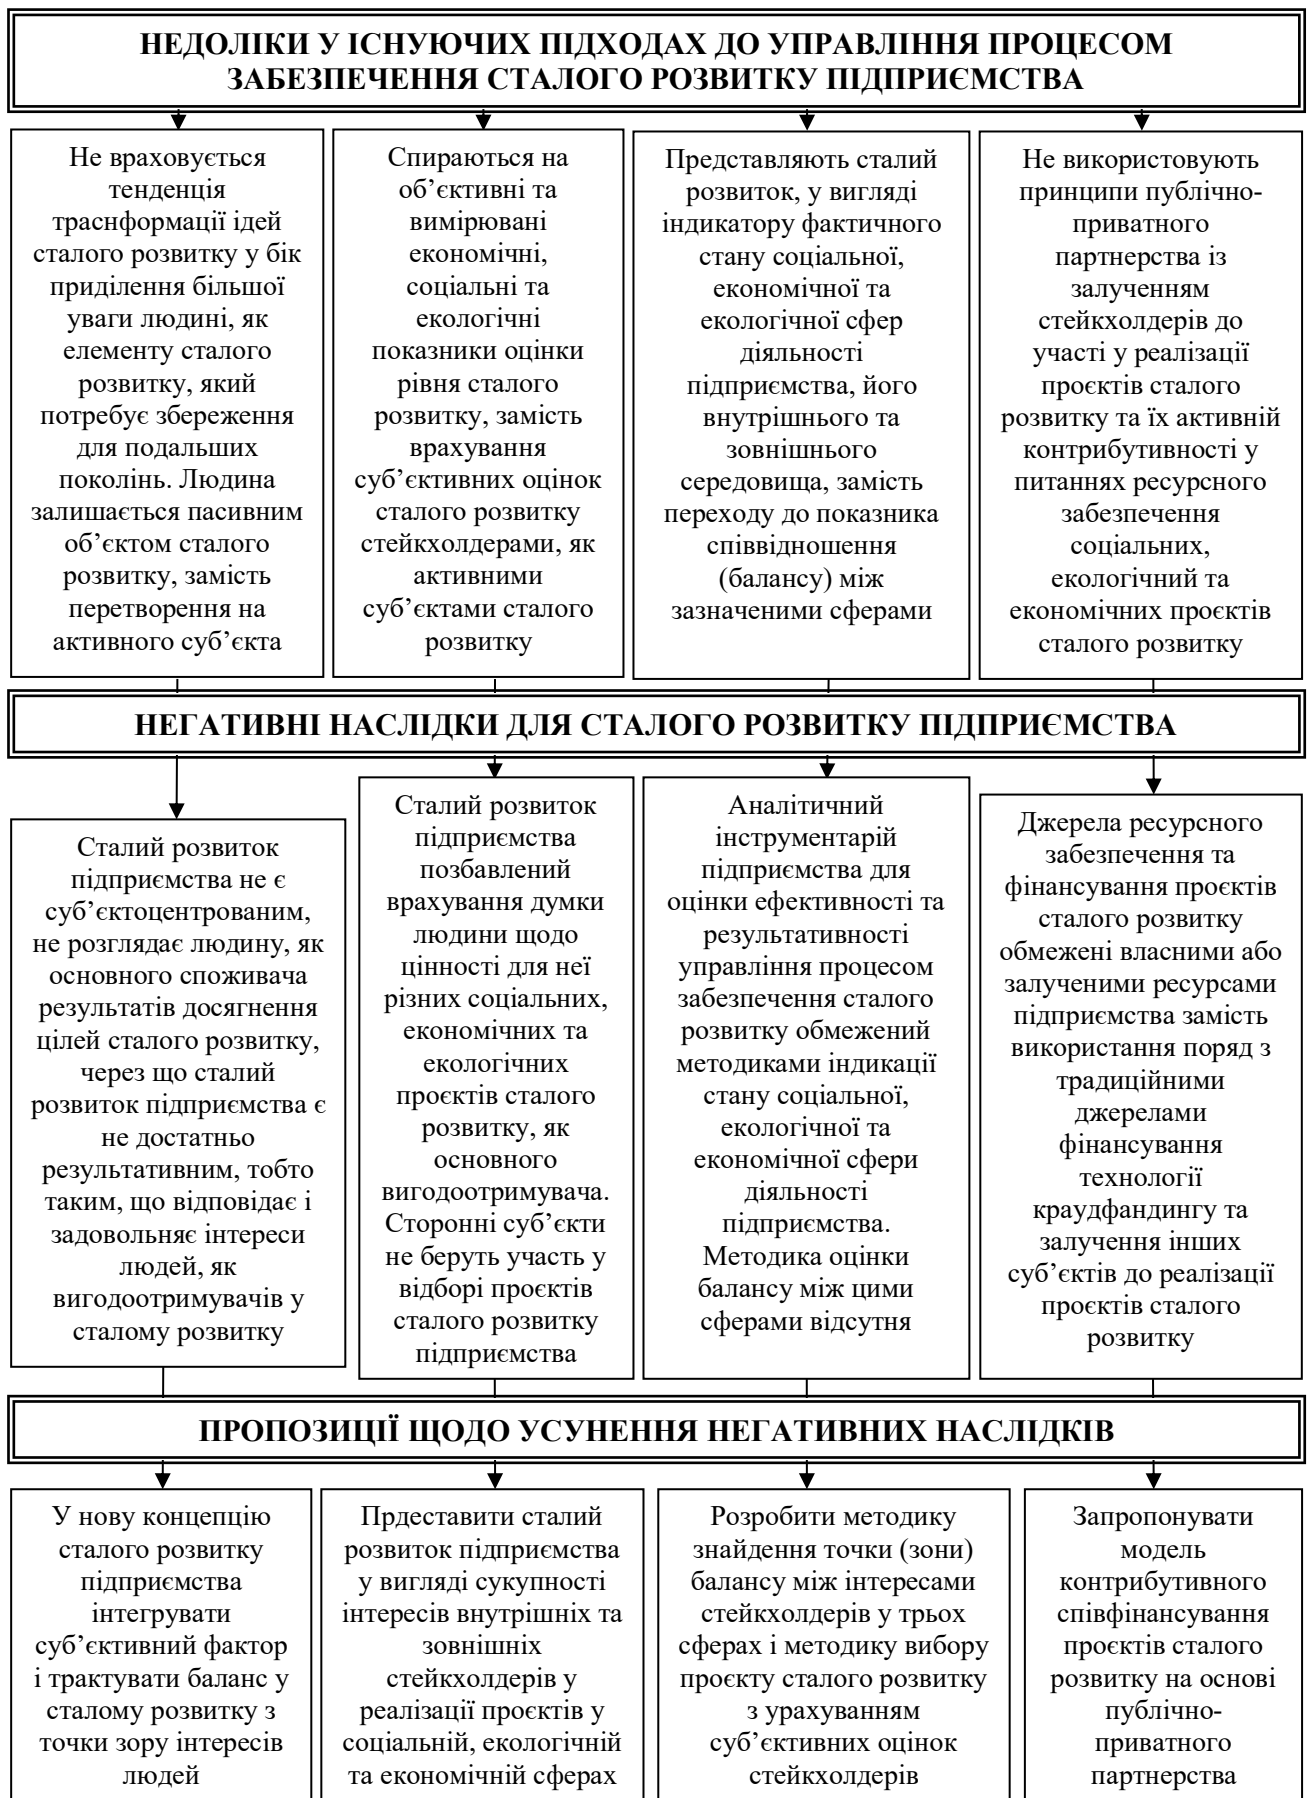 НЕДОЛІКИ У ІСНУЮЧИХ ПІДХОДАХ ДО УПРАВЛІННЯ ПРОЦЕСОМ
ЗАБЕЗПЕЧЕННЯ СТАЛОГО РОЗВИТКУ ПІДПРИЄМСТВА
Не враховується
тенденція
траснформації ідей
сталого розвитку у бік
приділення більшої
уваги людині, як
елементу сталого
розвитку, який
потребує збереження
для подальших
поколінь. Людина
залишається пасивним
об’єктом сталого
розвитку, замість
перетворення на
активного суб’єкта
Спираються на
об’єктивні та
вимірювані
економічні,
соціальні та
екологічні
показники оцінки
рівня сталого
розвитку, замість
врахування
суб’єктивних оцінок
сталого розвитку
стейкхолдерами, як
активними
суб’єктами сталого
розвитку
Представляють сталий
розвиток, у вигляді
індикатору фактичного
стану соціальної,
економічної та
екологічної сфер
діяльності
підприємства, його
внутрішнього та
зовнішнього
середовища, замість
переходу до показника
співвідношення
(балансу) між
зазначеними сферами
Не використовують
принципи публічно-
приватного
партнерства із
залученням
стейкхолдерів до
участі у реалізації
проєктів сталого
розвитку та їх активній
контрибутивності у
питаннях ресурсного
забезпечення
соціальних,
екологічний та
економічних проєктів
сталого розвитку
НЕГАТИВНІ НАСЛІДКИ ДЛЯ СТАЛОГО РОЗВИТКУ ПІДПРИЄМСТВА
Сталий розвиток
підприємства не є
суб’єктоцентрованим,
не розглядає людину, як
основного споживача
результатів досягнення
цілей сталого розвитку,
через що сталий
розвиток підприємства є
не достатньо
результативним, тобто
таким, що відповідає і
задовольняє інтереси
людей, як
вигодоотримувачів у
сталому розвитку
Сталий розвиток
підприємства
позбавлений
врахування думки
людини щодо
цінності для неї
різних соціальних,
економічних та
екологічних
проєктів сталого
розвитку, як
основного
вигодоотримувача.
Сторонні суб’єкти
не беруть участь у
відборі проєктів
сталого розвитку
підприємства
Аналітичний
інструментарій
підприємства для
оцінки ефективності та
результативності
управління процесом
забезпечення сталого
розвитку обмежений
методиками індикації
стану соціальної,
екологічної та
економічної сфери
діяльності
підприємства.
Методика оцінки
балансу між цими
сферами відсутня
Джерела ресурсного
забезпечення та
фінансування проєктів
сталого розвитку
обмежені власними або
залученими ресурсами
підприємства замість
використання поряд з
традиційними
джерелами
фінансування
технології
краудфандингу та
залучення інших
суб’єктів до реалізації
проєктів сталого
розвитку
ПРОПОЗИЦІЇ ЩОДО УСУНЕННЯ НЕГАТИВНИХ НАСЛІДКІВ
У нову концепцію
сталого розвитку
підприємства
інтегрувати
суб’єктивний фактор
і трактувати баланс у
сталому розвитку з
точки зору інтересів
людей
Прдеставити сталий
розвиток підприємства
у вигляді сукупності
інтересів внутрішніх та
зовнішніх
стейкхолдерів у
реалізації проєктів у
соціальній, екологічній
та економічній сферах
Розробити методику
знайдення точки (зони)
балансу між інтересами
стейкхолдерів у трьох
сферах і методику вибору
проєкту сталого розвитку
з урахуванням
суб’єктивних оцінок
стейкхолдерів
Запропонувати
модель
контрибутивного
співфінансування
проєктів сталого
розвитку на основі
публічно-
приватного
партнерства